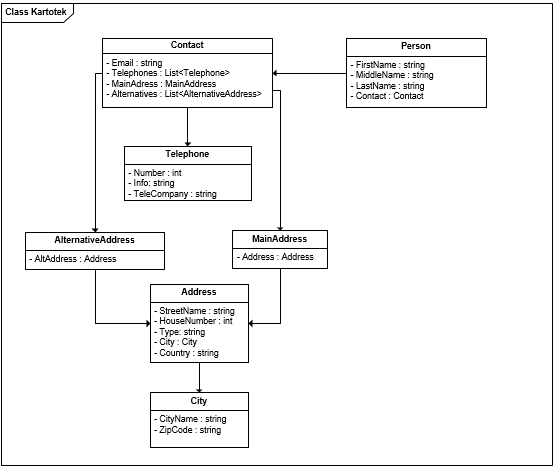 Class Kartotek
Contact
- Email : string
- Telephones : List<Telephone>
- MainAdress : MainAddress
- Alternatives : List<AlternativeAddress>
Person
- FirstName : string
- MiddleName : string
- LastName : string
- Contact : Contact
Telephone
- Number : int
- Info: string
- TeleCompany : string
AlternativeAddress
- AltAddress : Address
MainAddress
- Address : Address
Address
- StreetName : string
- HouseNumber : int
- Type: string
- City : City
- Country : string
City
- CityName : string
- ZipCode : string